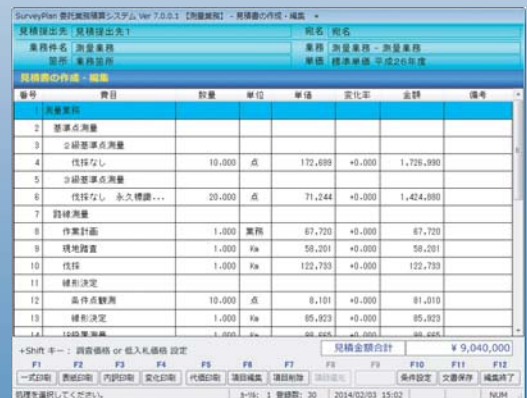 SurveyPlan 委託業務積算システム Ver 7.0.0.1 【測量業務】 - 見積書の作成・編集
見積提出先 見積提出先1 宛名 宛名
業務件名 測量業務 業務 測量業務 - 測量業務
箇所 業務箇所 単価 標準単価 平成26年度
見積書の作成・編集
番号 費目 数量 単位 単価 変化率 金額 備考
1 測量業務
2 基準点測量
3 2級基準点測量
4 伐採なし 10.000 点 172,699 +0.000 1,726,990
5 3級基準点測量
6 伐採なし 永久標識... 20.000 点 71,244 +0.000 1,424,880
7 路線測量
8 作業計画 1.000 業務 67,720 +0.000 67,720
9 現地踏査 1.000 Km 58,201 +0.000 58,201
10 伐採 1.000 Km 122,733 +0.000 122,733
11 線形決定
12 条件点観測 10.000 点 8,101 +0.000 81,010
13 線形決定 1.000 Km 85,923 +0.000 85,923
+Shift キー : 調査価格 or 低入札価格 設定 見積金額合計 ¥ 9,040,000
F1 F2 F3 F4 F5 F6 F7 F8 F9 F10 F11 F12
一式印刷 表紙印刷 内訳印刷 変化印刷 代価印刷 項目編集 項目削除 条件設定 文書保存 編集終了
処理を選択してください。 ｶｰｿﾙ: 1 登録数: 30 2014/02/03 15:02 NUM